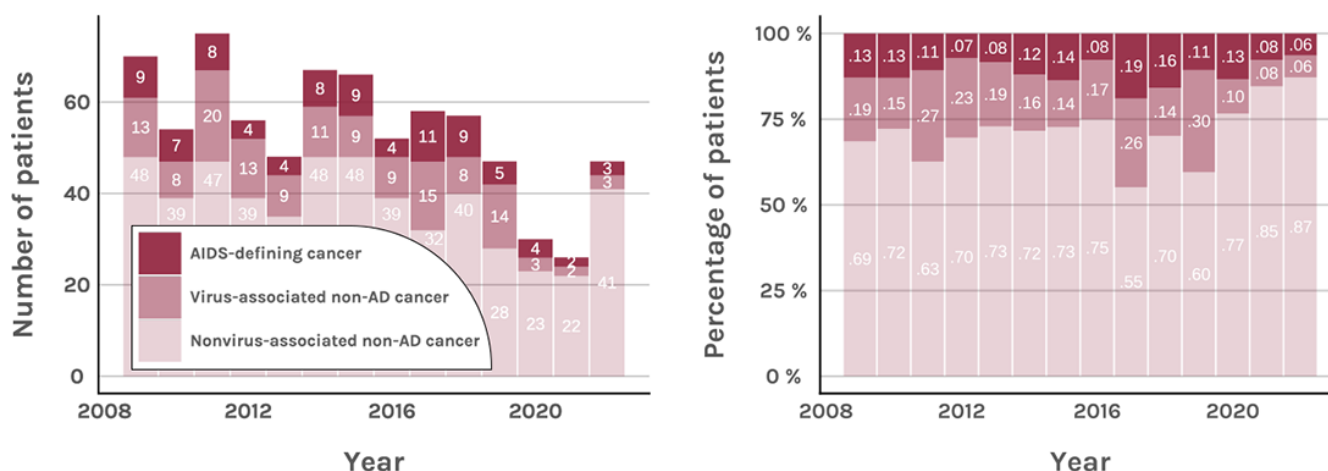 Number of patients
60
40
20
0
9 7 8 4 4 8 9 4 11 9 5 4 2 3
13 8 20 13 9 11 9 9 15 8 14 3 2 3
48 39 47 39 48 48 39 32 40 28 23 22 41
AIDS-defining cancer
Virus-associated non-AD cancer
Nonvirus-associated non-AD cancer
2008 2012 2016 2020
Year
Percentage of patients
100 %
75 %
50 %
25 %
0 %
.13 .13 .11 .07 .08 .12 .14 .08 .19 .16 .11 .13 .08 .06
.19 .15 .27 .23 .19 .16 .14 .17 .26 .14 .30 .10 .08 .06
.69 .72 .63 .70 .73 .72 .73 .75 .55 .70 .60 .77 .85 .87
2008 2012 2016 2020
Year